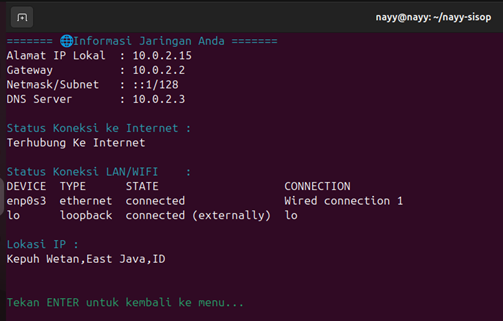 nayy@nayy: ~/nayy-sisop
======= 🌐Informasi Jaringan Anda =======
Alamat IP Lokal  : 10.0.2.15
Gateway          : 10.0.2.2
Netmask/Subnet   : ::1/128
DNS Server       : 10.0.2.3
Status Koneksi ke Internet :
Terhubung Ke Internet
Status Koneksi LAN/WIFI    :
DEVICE  TYPE      STATE                   CONNECTION
enp0s3  ethernet  connected               Wired connection 1
lo      loopback  connected (externally)  lo
Lokasi IP :
Kepuh Wetan,East Java,ID
Tekan ENTER untuk kembali ke menu...